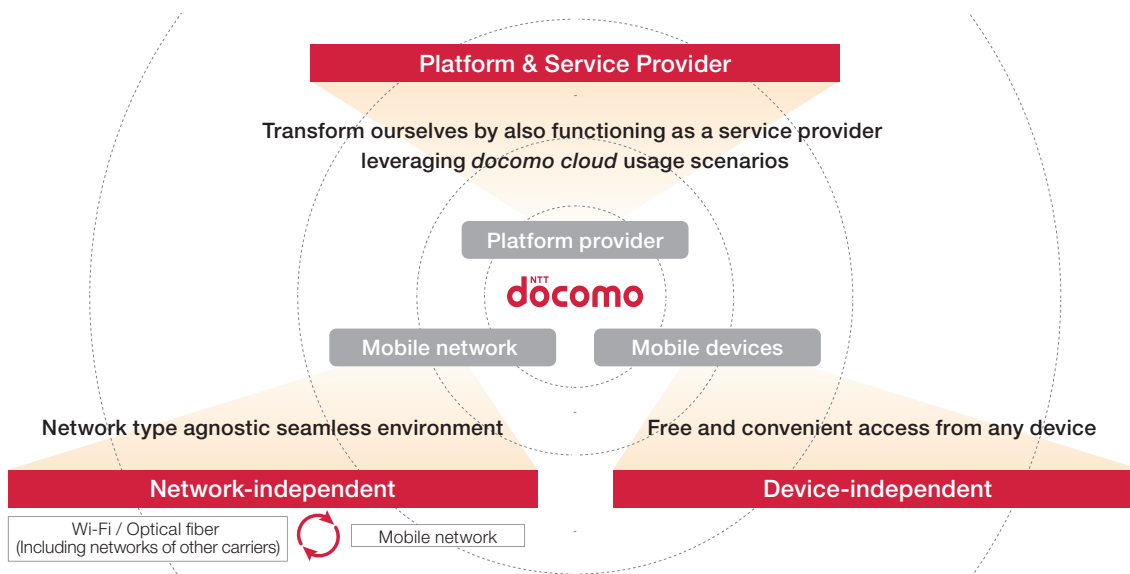 Platform & Service Provider
Transform ourselves by also functioning as a service provider
leveraging docomo cloud usage scenarios
Platform provider
NTT
döcomo
Mobile network
Mobile devices
Network type agnostic seamless environment
Free and convenient access from any device
Network-independent
Device-independent
Wi-Fi / Optical fiber
(Including networks of other carriers)
Mobile network